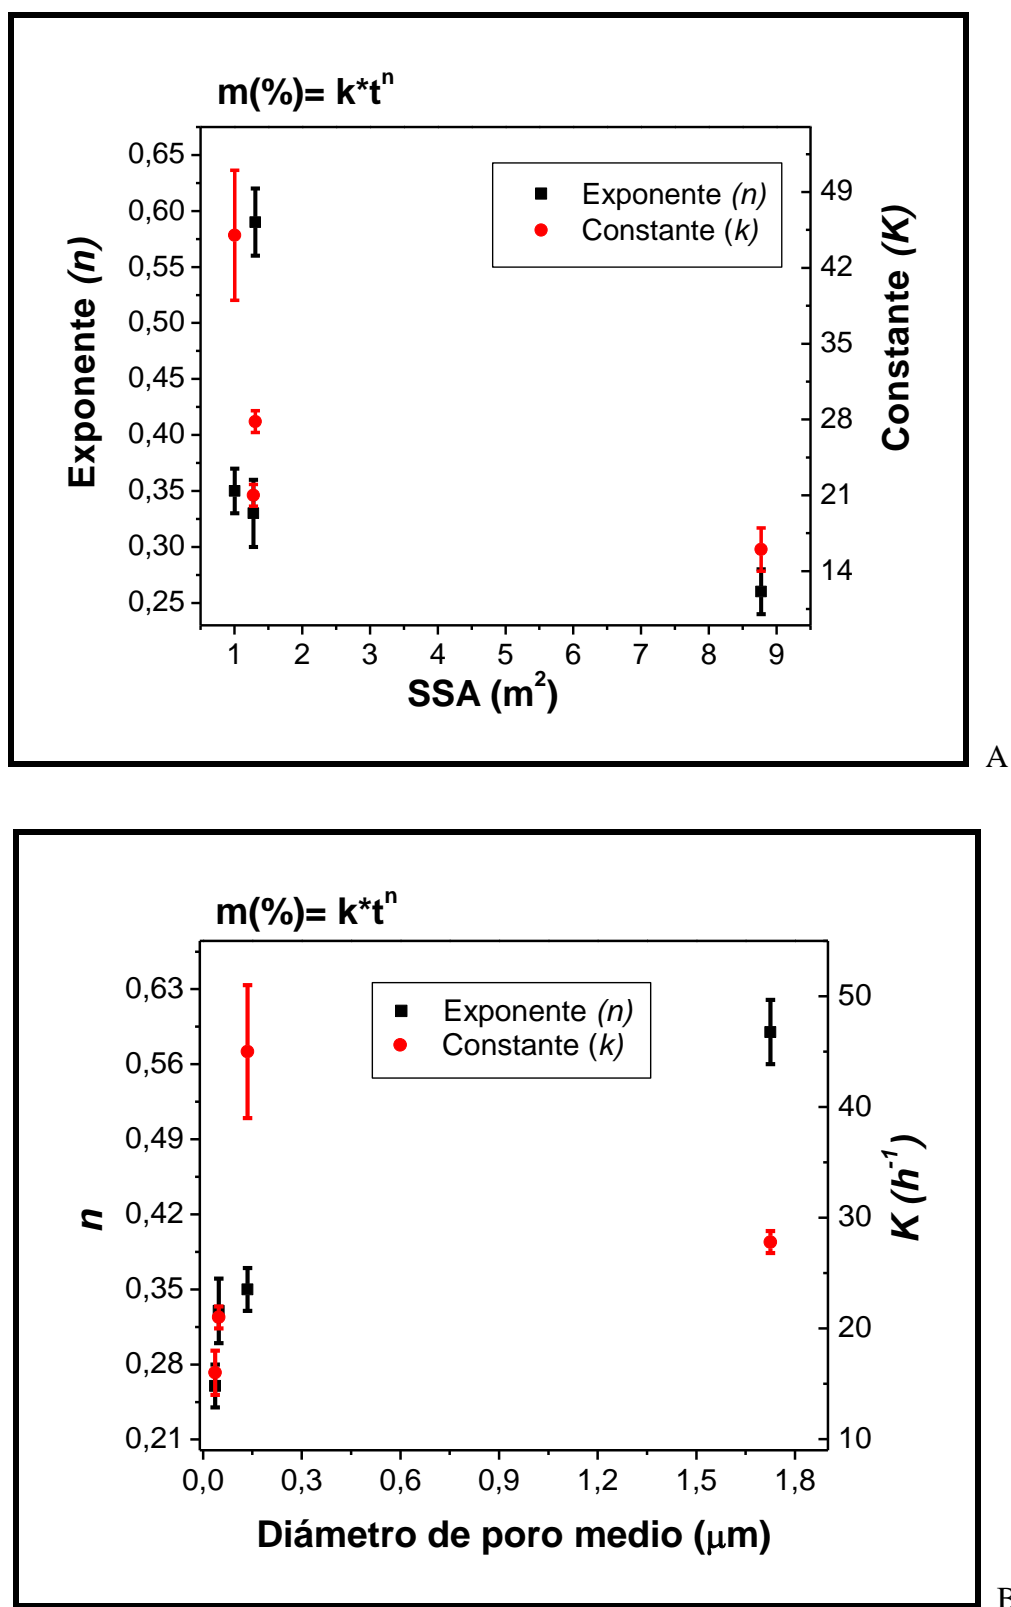 m(%)= k*tⁿ
0,65
0,60
0,55
0,50
0,45
0,40
0,35
0,30
0,25
Exponente (n)
Exponente (n)
Constante (k)
49
42
35
28
21
14
Constante (K)
1 2 3 4 5 6 7 8 9
SSA (m²)
A
m(%)= k*tⁿ
0,63
0,56
0,49
0,42
0,35
0,28
0,21
n
Exponente (n)
Constante (k)
50
40
30
20
10
K (h⁻¹)
0,0 0,3 0,6 0,9 1,2 1,5 1,8
Diámetro de poro medio (μm)
B